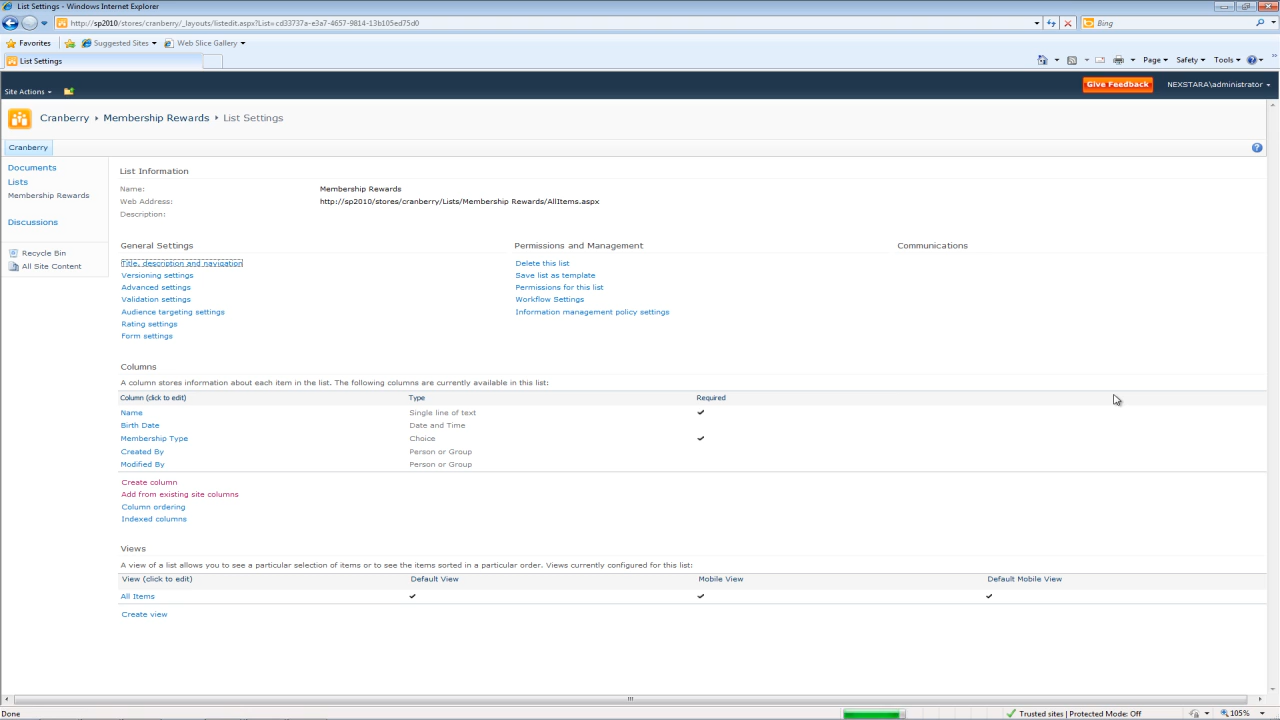 List Settings - Windows Internet Explorer
http://sp2010/stores/cranberry/_layouts/listedit.aspx?List=cd33737a-e3a7-4657-9814-13b105ed75d0
Bing
Favorites Suggested Sites Web Slice Gallery
List Settings
Page Safety Tools
Site Actions
Give Feedback
NEXSTARA\administrator
Cranberry Membership Rewards List Settings
Cranberry
Documents
Lists
Membership Rewards
Discussions
Recycle Bin
All Site Content
List Information
Name: Membership Rewards
Web Address: http://sp2010/stores/cranberry/Lists/Membership Rewards/AllItems.aspx
Description:
General Settings
Title, description and navigation
Versioning settings
Advanced settings
Validation settings
Audience targeting settings
Rating settings
Form settings
Permissions and Management
Delete this list
Save list as template
Permissions for this list
Workflow Settings
Information management policy settings
Communications
Columns
A column stores information about each item in the list. The following columns are currently available in this list:
Column (click to edit) Type Required
Name Single line of text
Birth Date Date and Time
Membership Type Choice
Created By Person or Group
Modified By Person or Group
Create column
Add from existing site columns
Column ordering
Indexed columns
Views
A view of a list allows you to see a particular selection of items or to see the items sorted in a particular order. Views currently configured for this list:
View (click to edit) Default View Mobile View Default Mobile View
All Items
Create view
Done
Trusted sites | Protected Mode: Off
105%